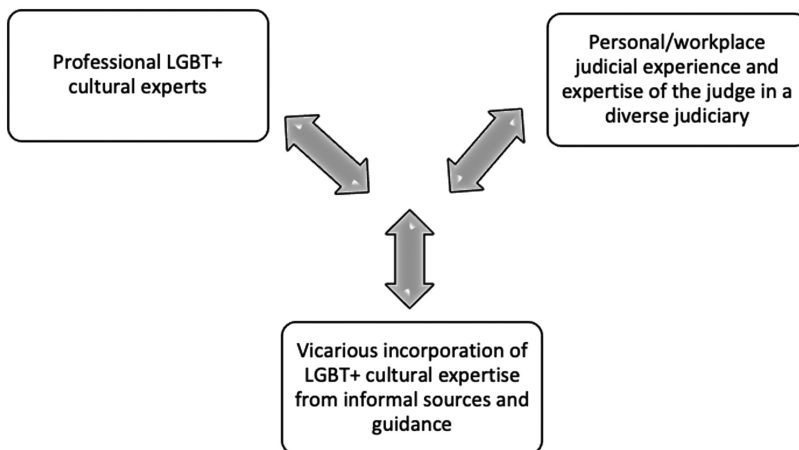 Professional LGBT+
cultural experts
Personal/workplace
judicial experience and
expertise of the judge in a
diverse judiciary
Vicarious incorporation of
LGBT+ cultural expertise
from informal sources and
guidance